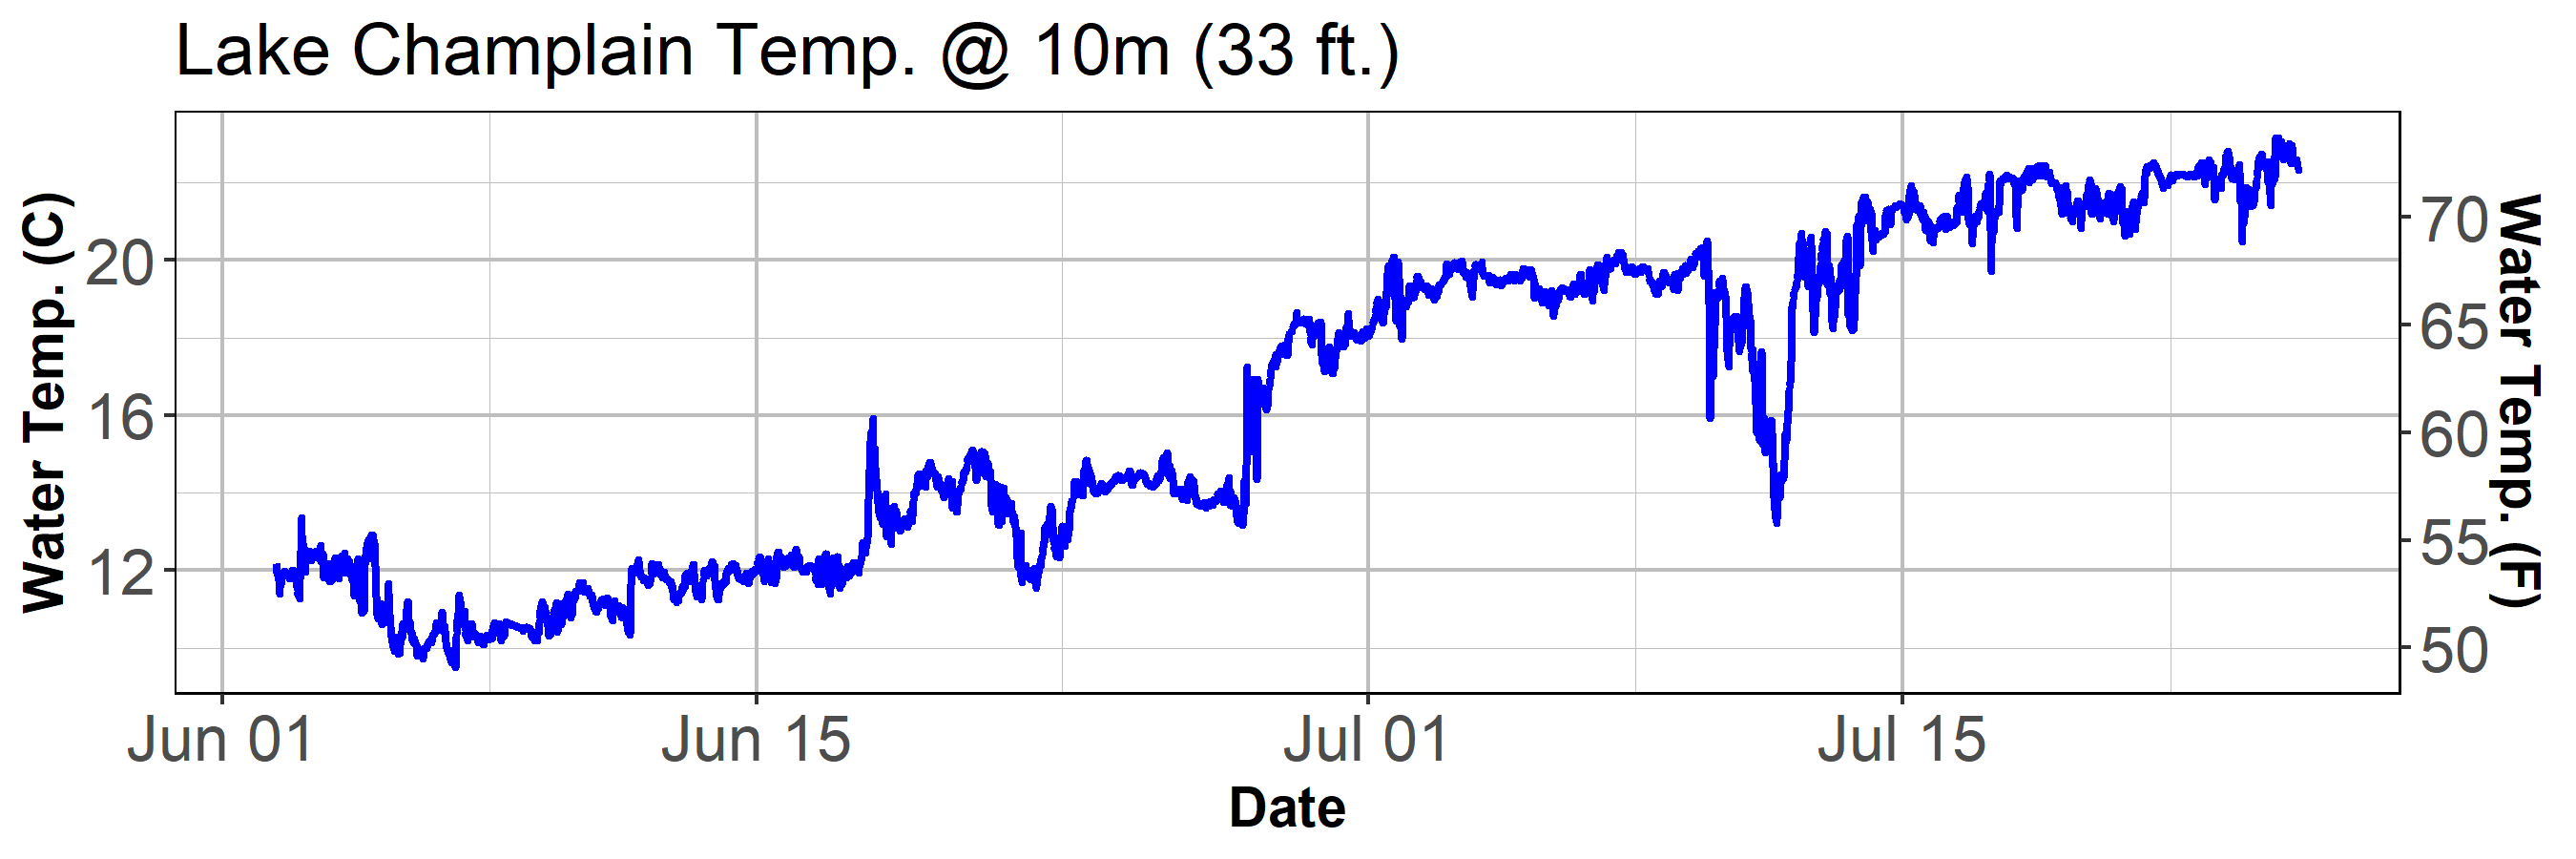 Lake Champlain Temp. @ 10m (33 ft.)
Water Temp. (C)
20
16
12
70
65
60
55
50
Water Temp. (F)
Jun 01
Jun 15
Jul 01
Jul 15
Date